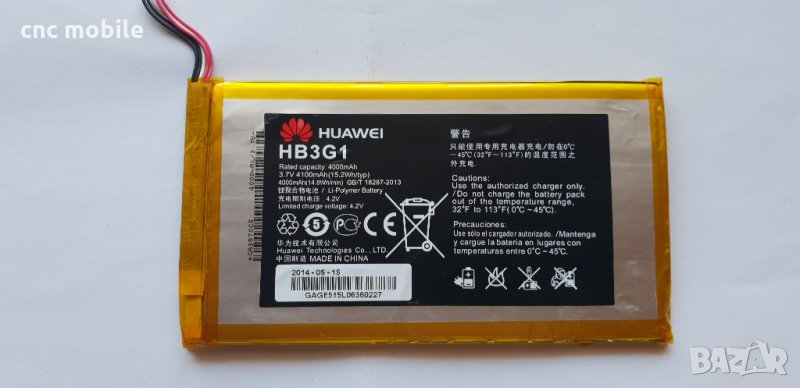 cnc mobile
HUAWEI
HB3G1
Rated capacity: 4000mAh
3.7V 4100mAh(15.2Wh/typ)
4000mAh(14.8Wh/min) GB/T 18287-2013
锂聚合物电池 / Li-Polymer Battery
充电限制电压: 4.2V
Limited charge voltage: 4.2V
5
华为技术有限公司
Huawei Technologies Co., LTD.
中国制造 MADE IN CHINA
2014-05-15
GAGE515L06360227
警告
只能使用专用充电器充电/勿在0℃
~45℃(32℉~113℉)的温度范围之
外充电.
Caution:
Use the authorized charger only.
/Do not charge the battery pack
out of the temperature range,
32℉ to 113℉(0℃~45℃).
Precauciones:
Use sólo el cargador autorizado. /Mantenga
y cargue la batería en temperaturas
entre 0℃~45℃.
BAZAR